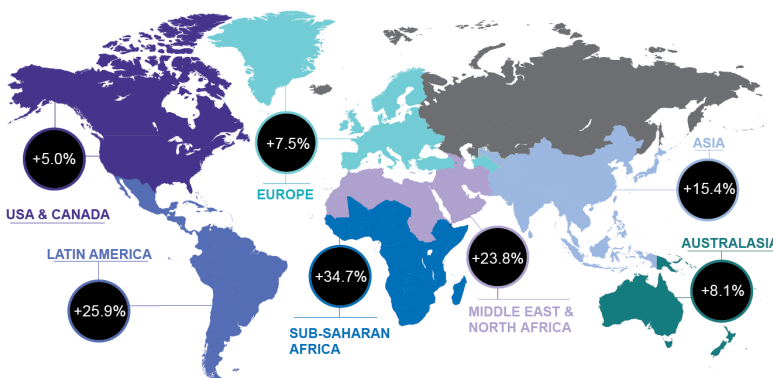 +5.0%
USA & CANADA
+7.5%
EUROPE
ASIA
+15.4%
LATIN AMERICA
+25.9%
+34.7%
SUB-SAHARAN
AFRICA
+23.8%
MIDDLE EAST &
NORTH AFRICA
AUSTRALASIA
+8.1%